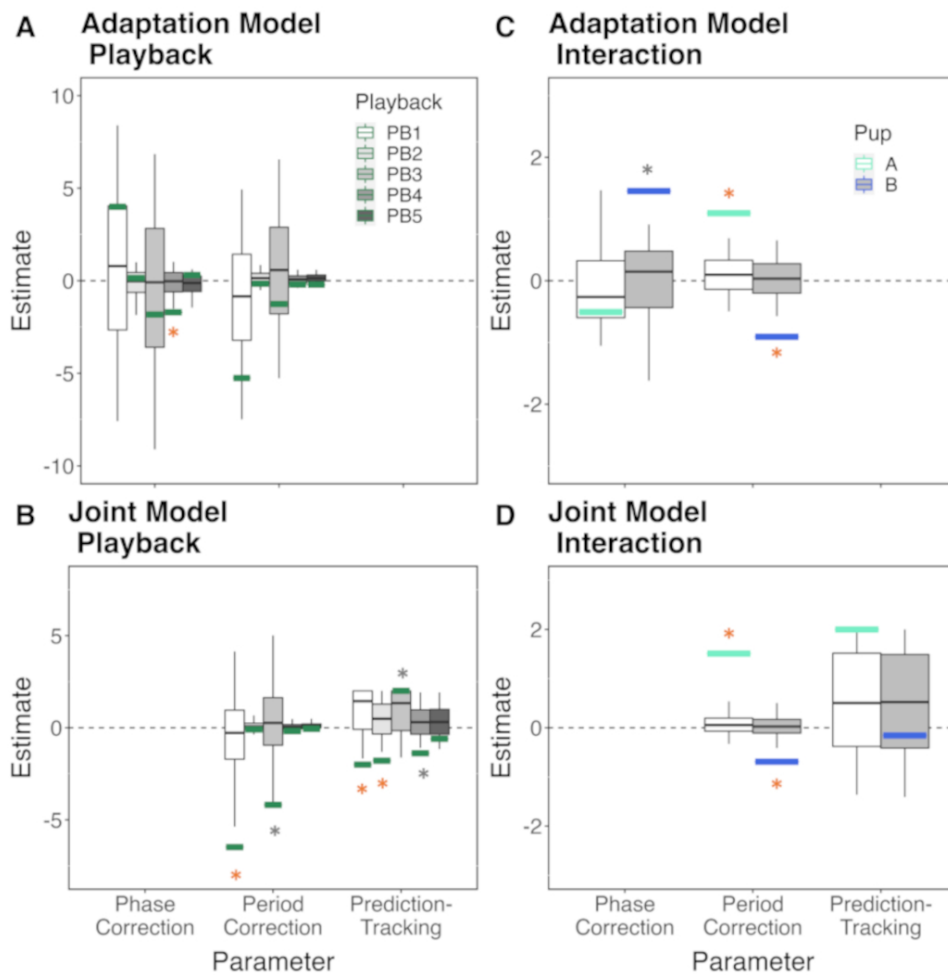 A Adaptation Model
Playback
10
5
0
-5
-10
Estimate
Playback
PB1
PB2
PB3
PB4
PB5
*
C Adaptation Model
Interaction
2
0
-2
Estimate
Pup
A
B
*
*
*
B Joint Model
Playback
5
0
-5
Estimate
*
*
*
*
*
*
Phase
Correction
Period
Correction
Prediction-
Tracking
Parameter
D Joint Model
Interaction
2
0
-2
Estimate
*
*
Phase
Correction
Period
Correction
Prediction-
Tracking
Parameter